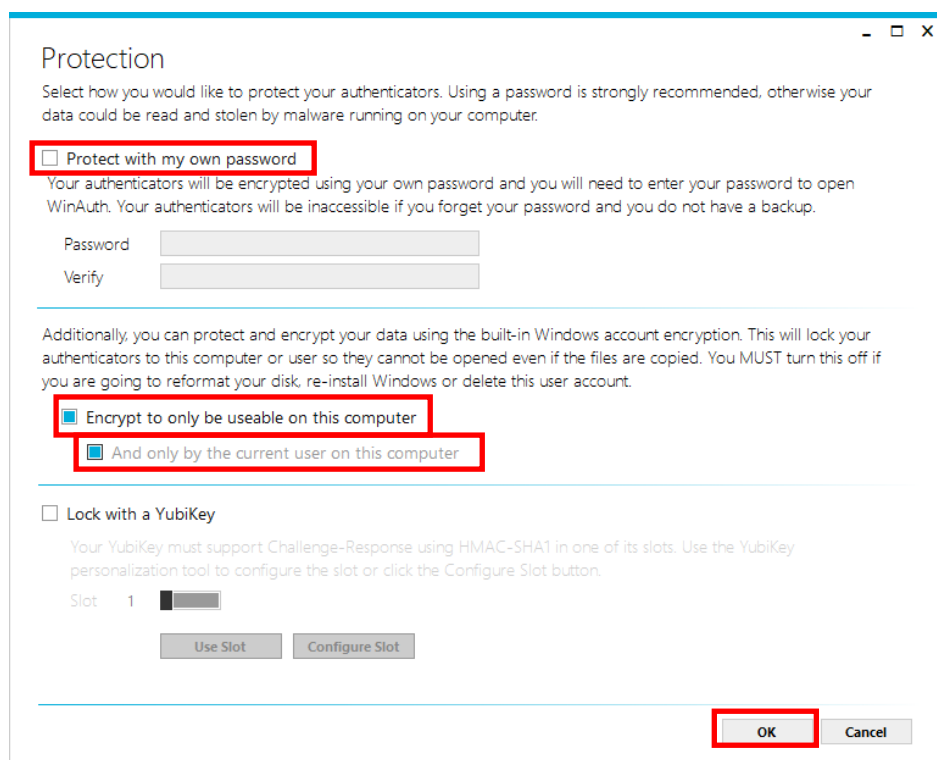 Protection
Select how you would like to protect your authenticators. Using a password is strongly recommended, otherwise your
data could be read and stolen by malware running on your computer.
Protect with my own password
Your authenticators will be encrypted using your own password and you will need to enter your password to open
WinAuth. Your authenticators will be inaccessible if you forget your password and you do not have a backup.
Password
Verify
Additionally, you can protect and encrypt your data using the built-in Windows account encryption. This will lock your
authenticators to this computer or user so they cannot be opened even if the files are copied. You MUST turn this off if
you are going to reformat your disk, re-install Windows or delete this user account.
Encrypt to only be useable on this computer
And only by the current user on this computer
Lock with a YubiKey
Your YubiKey must support Challenge-Response using HMAC-SHA1 in one of its slots. Use the YubiKey
personalization tool to configure the slot or click the Configure Slot button.
Slot 1
Use Slot Configure Slot
OK Cancel